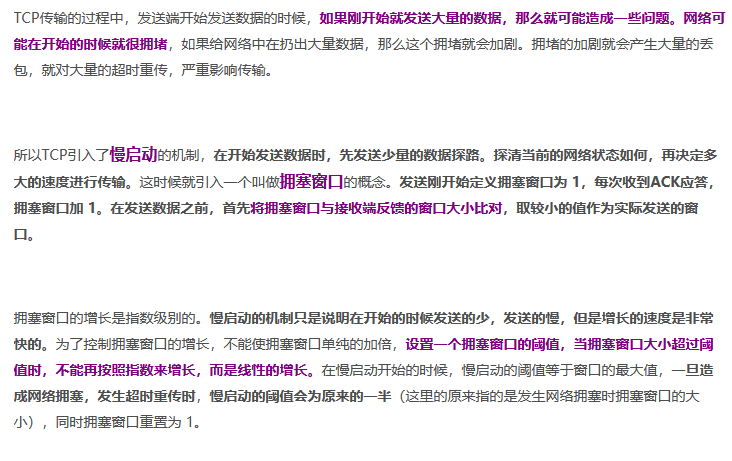 TCP传输的过程中，发送端开始发送数据的时候，如果刚开始就发送大量的数据，那么就可能造成一些问题。网络可
能在开始的时候就很拥堵，如果给网络中在扔出大量数据，那么这个拥堵就会加剧。拥堵的加剧就会产生大量的丢
包，就对大量的超时重传，严重影响传输。
所以TCP引入了慢启动的机制，在开始发送数据时，先发送少量的数据探路。探清当前的网络状态如何，再决定多
大的速度进行传输。这时候就引入一个叫做拥塞窗口的概念。发送刚开始定义拥塞窗口为 1，每次收到ACK应答，
拥塞窗口加 1。在发送数据之前，首先将拥塞窗口与接收端反馈的窗口大小比对，取较小的值作为实际发送的窗
口。
拥塞窗口的增长是指数级别的。慢启动的机制只是说明在开始的时候发送的少，发送的慢，但是增长的速度是非常
快的。为了控制拥塞窗口的增长，不能使拥塞窗口单纯的加倍，设置一个拥塞窗口的阈值，当拥塞窗口大小超过阈
值时，不能再按照指数来增长，而是线性的增长。在慢启动开始的时候，慢启动的阈值等于窗口的最大值，一旦造
成网络拥塞，发生超时重传时，慢启动的阈值会为原来的一半（这里的原来指的是发生网络拥塞时拥塞窗口的大
小），同时拥塞窗口重置为 1。